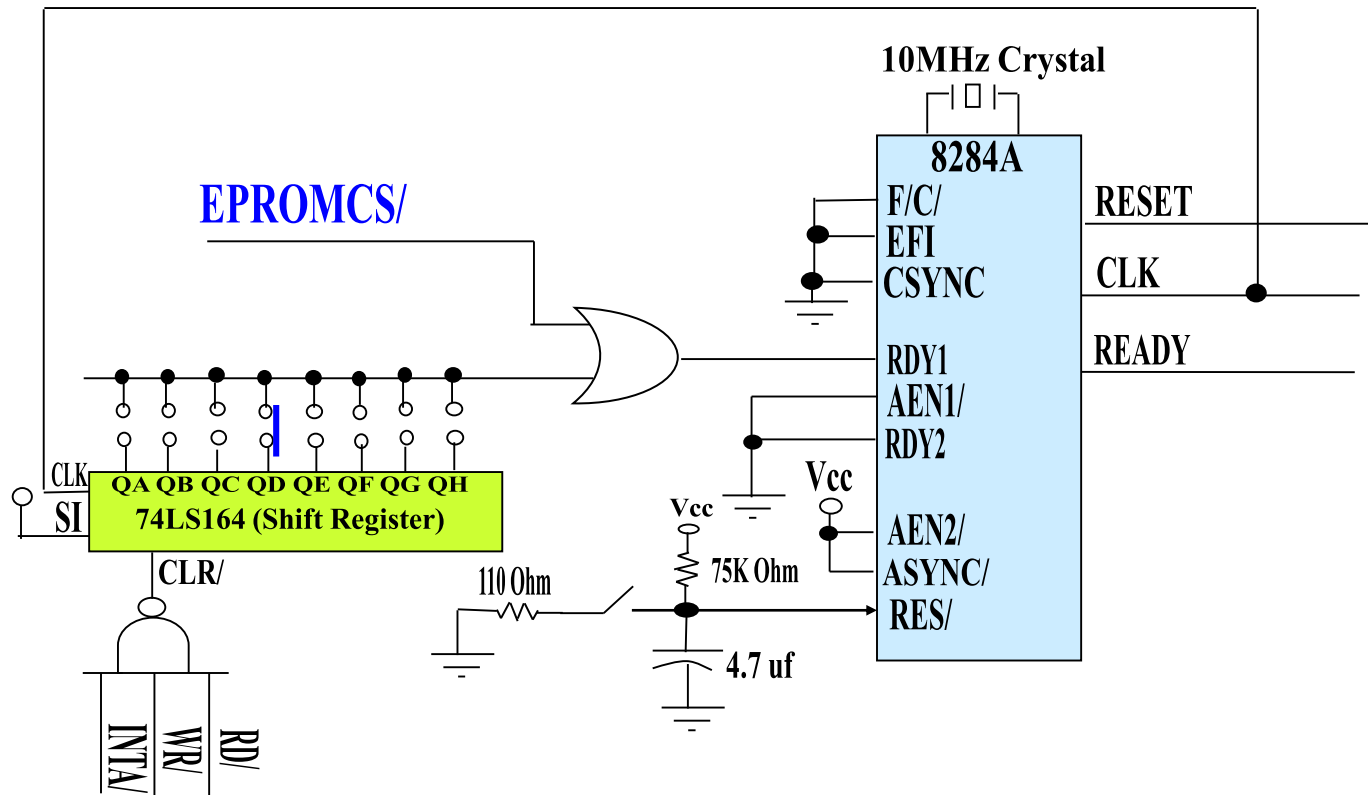 10MHz Crystal
8284A
EPROMCS/
F/C/
EFI
CSYNC
RESET
CLK
READY
RDY1
AEN1/
RDY2
Vcc
AEN2/
ASYNC/
RES/
CLK
SI
QA QB QC QD QE QF QG QH
74LS164 (Shift Register)
CLR/
Vcc
75K Ohm
110 Ohm
4.7 uf
INTA/
WR/
RD/